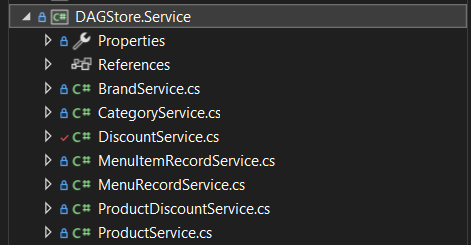 DAGStore.Service
Properties
References
C# BrandService.cs
C# CategoryService.cs
C# DiscountService.cs
C# MenuItemRecordService.cs
C# MenuRecordService.cs
C# ProductDiscountService.cs
C# ProductService.cs